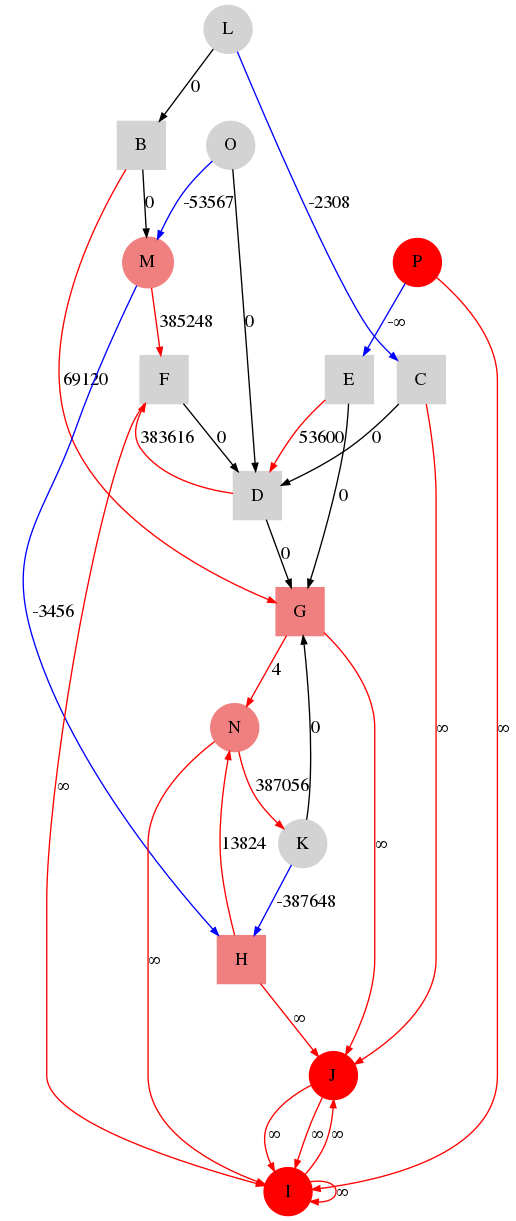 L
0
B O
0 -53567 -2308
M P
385248 0 -∞
69120 F E C
383616 0 53600 0
D 0
0
-3456 G
4
N 0 ∞ ∞
∞ 387056
13824 K ∞
-387648
∞ H
∞
J
∞ ∞ ∞
I ∞